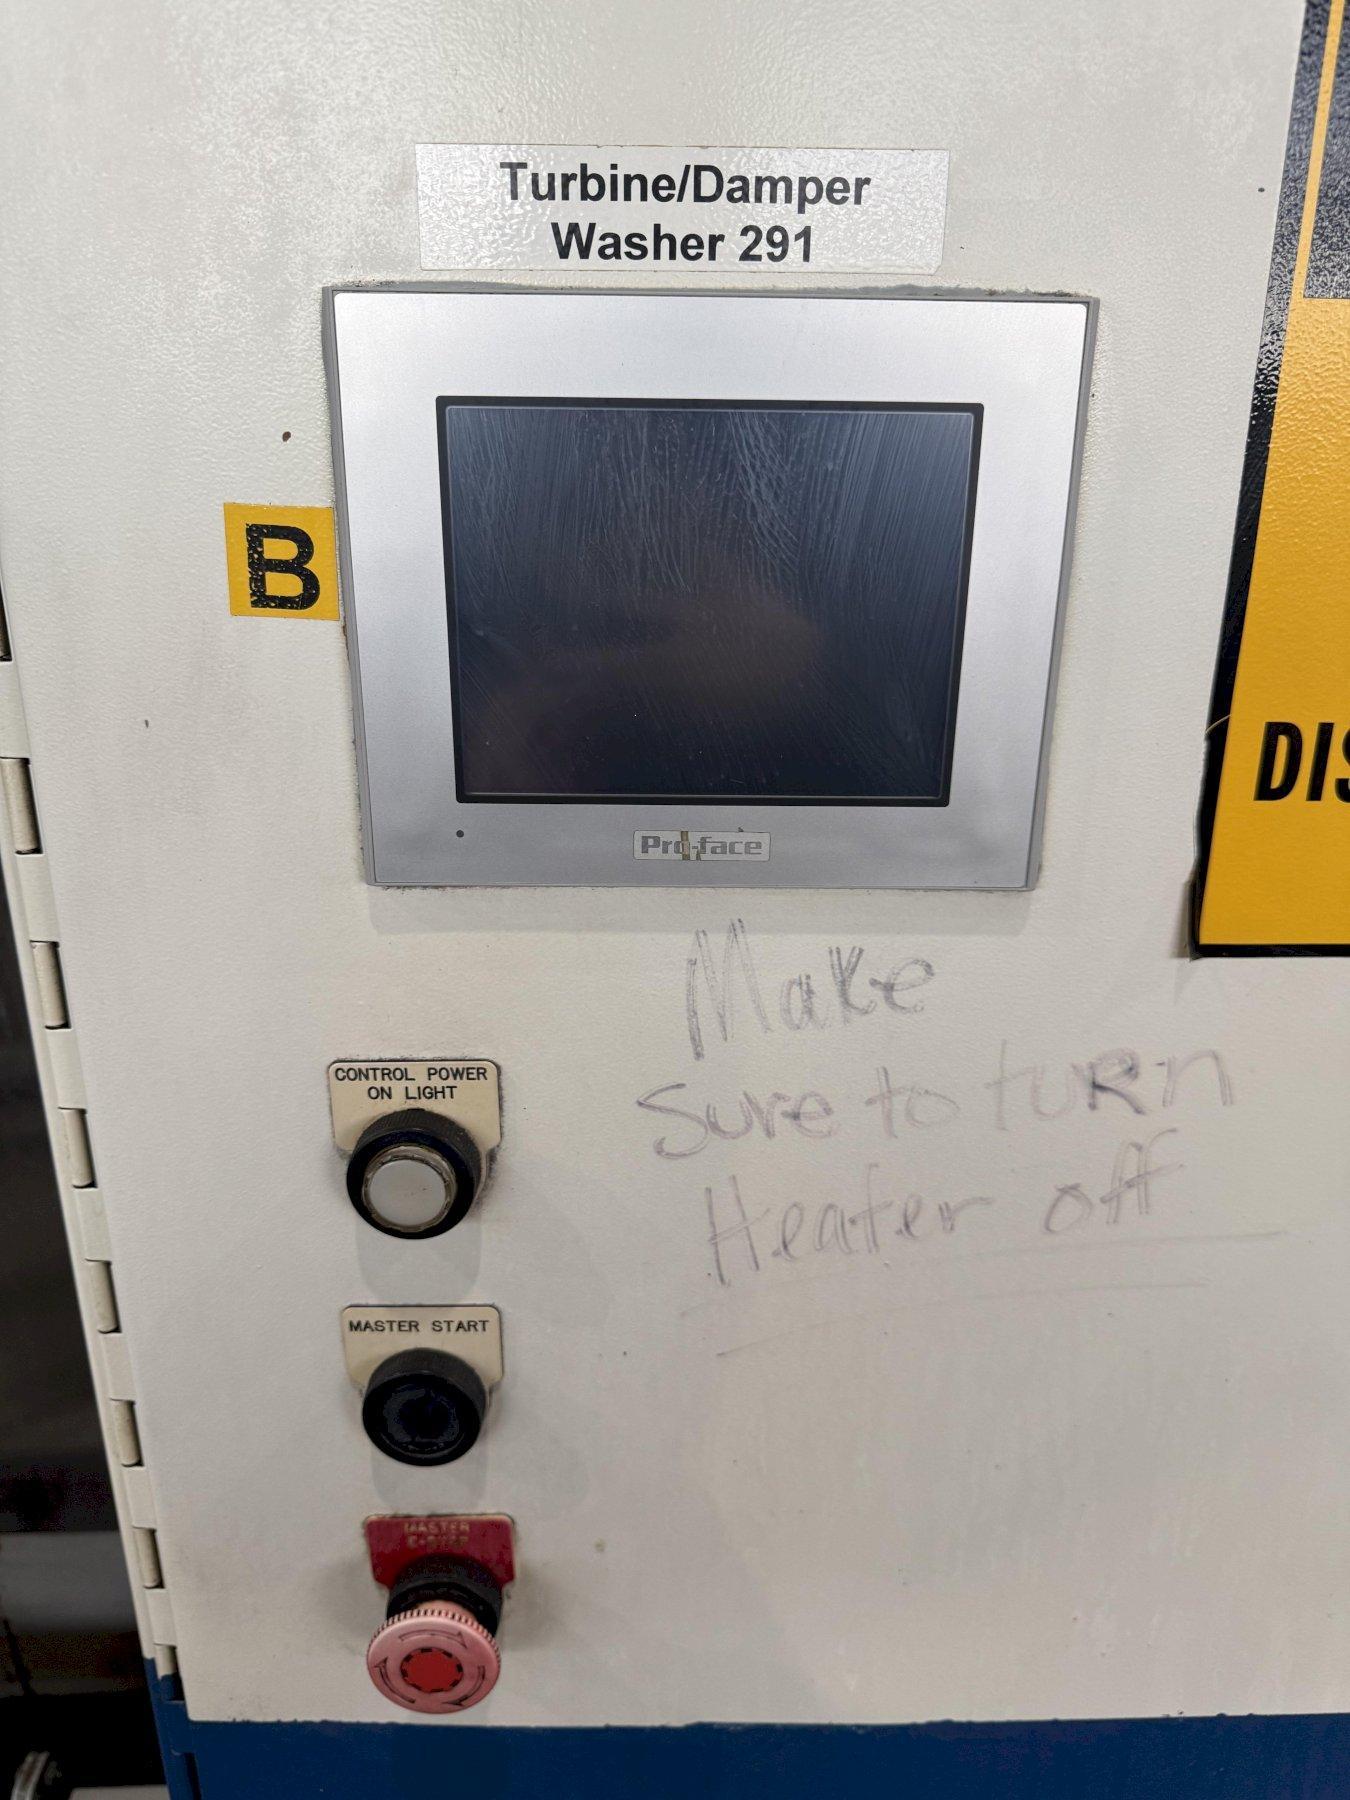 Turbine/Damper
Washer 291
B
Pro-face
DIS
Make
Sure to turn
Heater off
CONTROL POWER
ON LIGHT
MASTER START
MASTER
E-STOP